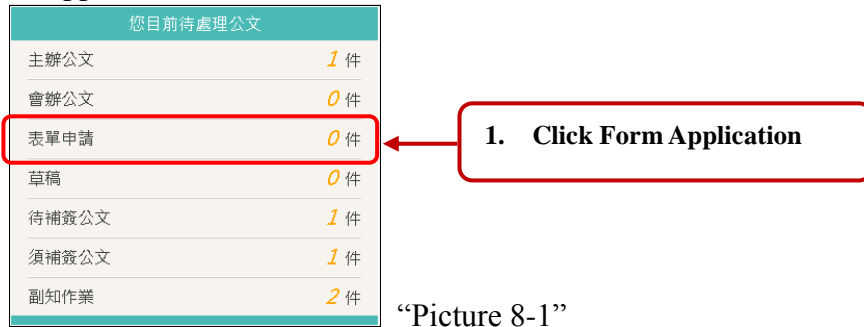 您目前待處理公文
主辦公文 1 件
會辦公文 0 件
表單申請 0 件
1. Click Form Application
草稿 0 件
待補簽公文 1 件
須補簽公文 1 件
副知作業 2 件
“Picture 8-1”